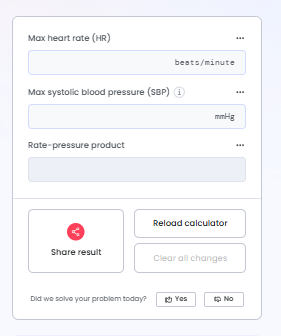 Max heart rate (HR) ...
beats/minute
Max systolic blood pressure (SBP) i ...
mmHg
Rate-pressure product ...
Share result
Reload calculator
Clear all changes
Did we solve your problem today? Yes No